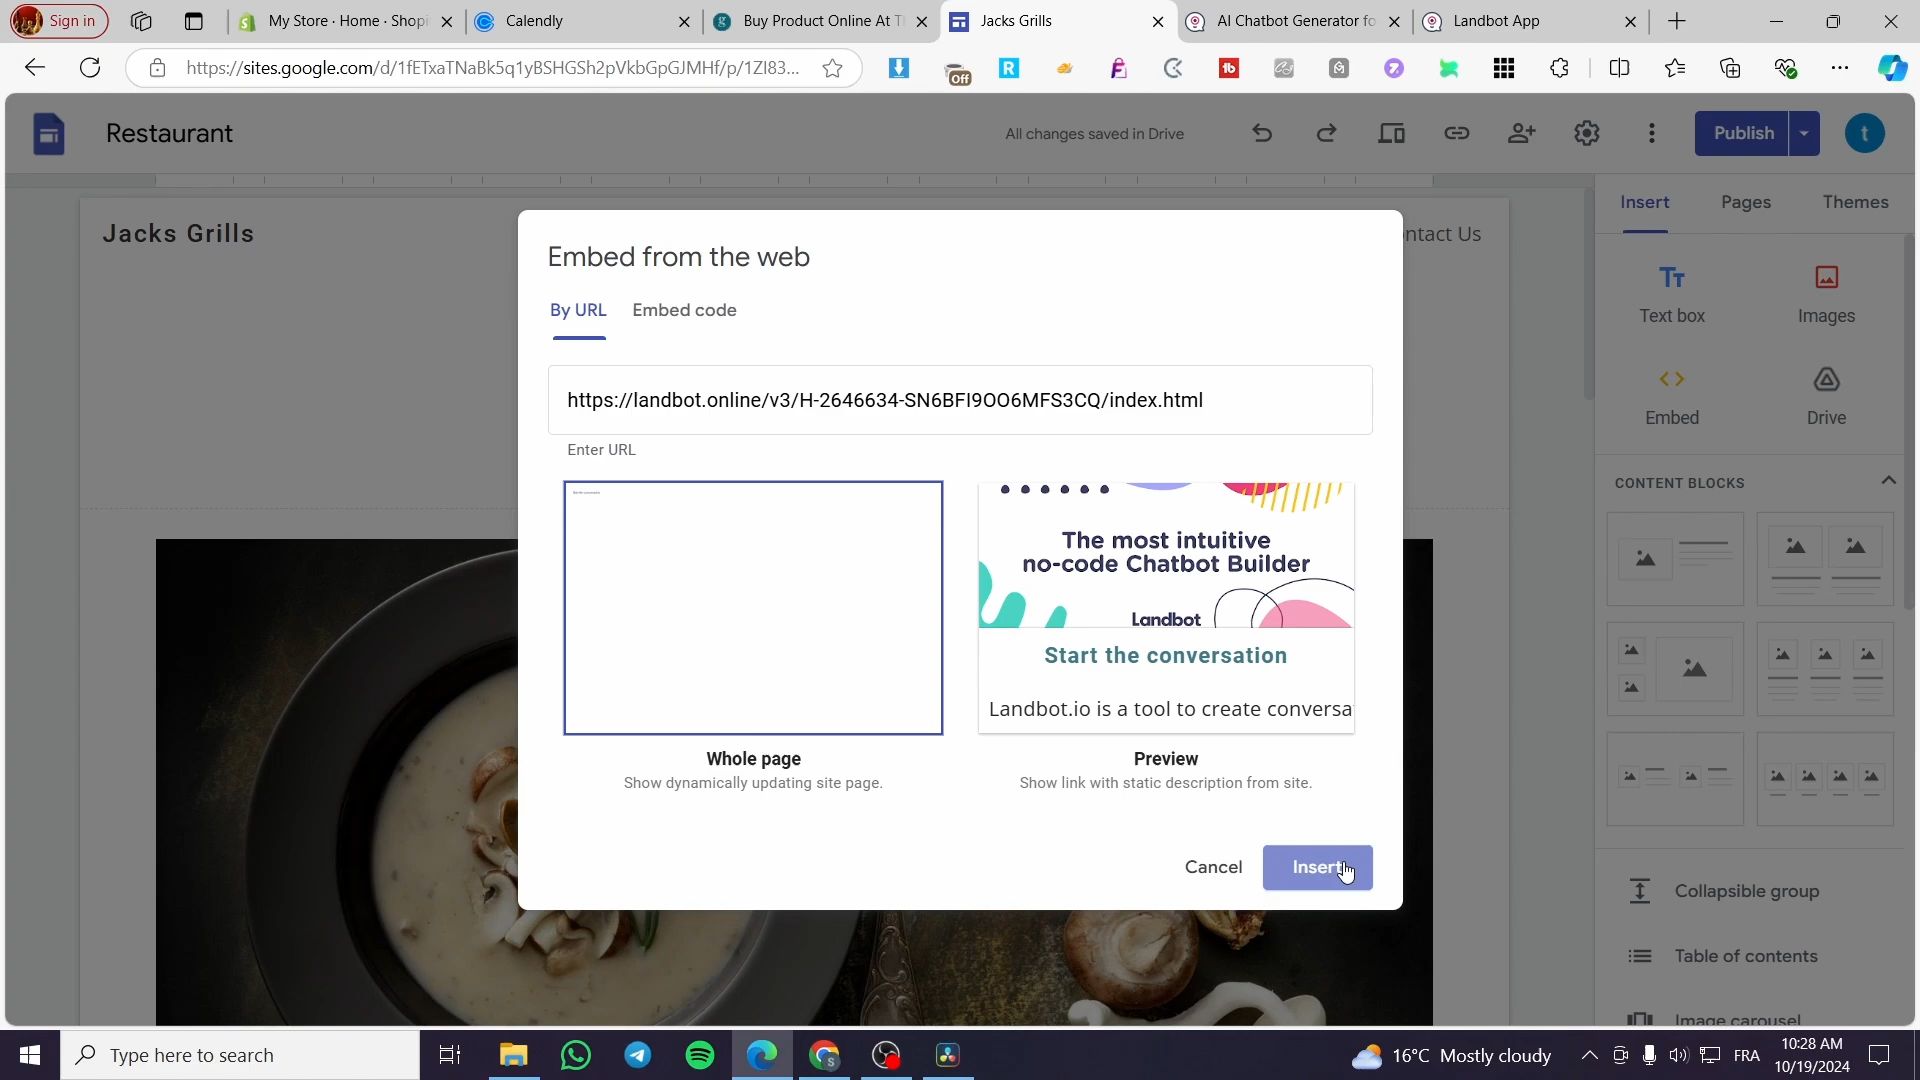 Sign in
My Store · Home · Shopi
Calendly
Buy Product Online At T
Jacks Grills
AI Chatbot Generator fo
Landbot App
https://sites.google.com/d/1fETxaTNaBk5q1yBSHGSh2pVkbGpGJMHf/p/1ZI83...
Off
Restaurant
All changes saved in Drive
Publish
t
Jacks Grills
ntact Us
Insert
Pages
Themes
Embed from the web
By URL
Embed code
https://landbot.online/v3/H-2646634-SN6BFI9OO6MFS3CQ/index.html
Enter URL
The most intuitive
no-code Chatbot Builder
Landbot
Start the conversation
Landbot.io is a tool to create conversa
Whole page
Show dynamically updating site page.
Preview
Show link with static description from site.
Cancel
Insert
Text box
Images
Embed
Drive
CONTENT BLOCKS
Collapsible group
Table of contents
Image carousel
Type here to search
16°C Mostly cloudy
FRA
10:28 AM
10/19/2024